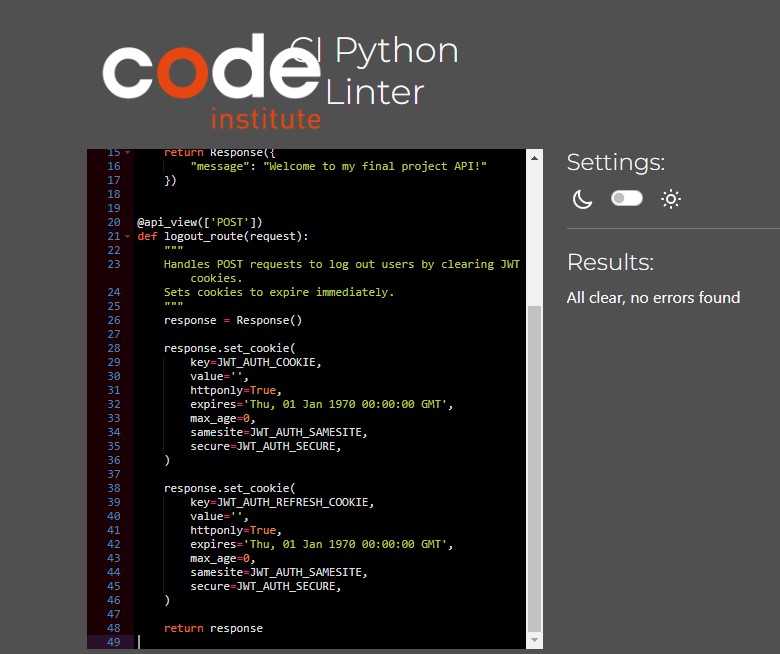 code
institute
CI Python
Linter
15 return Response({
16 "message": "Welcome to my final project API!"
17 })
18
19
20 @api_view(['POST'])
21 def logout_route(request):
22 """
23 Handles POST requests to log out users by clearing JWT
cookies.
24 Sets cookies to expire immediately.
25 """
26 response = Response()
27
28 response.set_cookie(
29 key=JWT_AUTH_COOKIE,
30 value='',
31 httponly=True,
32 expires='Thu, 01 Jan 1970 00:00:00 GMT',
33 max_age=0,
34 samesite=JWT_AUTH_SAMESITE,
35 secure=JWT_AUTH_SECURE,
36 )
37
38 response.set_cookie(
39 key=JWT_AUTH_REFRESH_COOKIE,
40 value='',
41 httponly=True,
42 expires='Thu, 01 Jan 1970 00:00:00 GMT',
43 max_age=0,
44 samesite=JWT_AUTH_SAMESITE,
45 secure=JWT_AUTH_SECURE,
46 )
47
48 return response
49
Settings:
Results:
All clear, no errors found